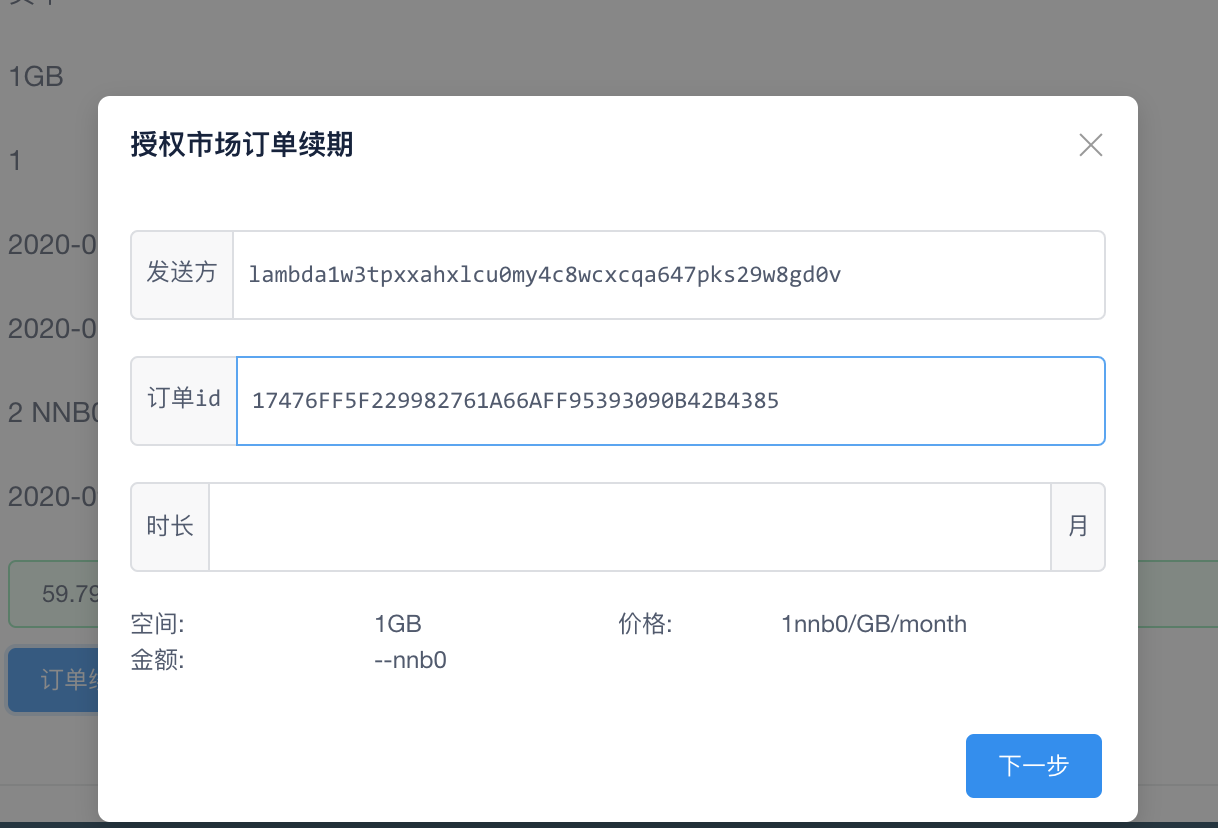 1GB
1
2020-0
2020-0
2 NNB0
2020-0
59.79
订单
授权市场订单续期
发送方
lambda1w3tpxxahxlcu0my4c8wcxcqa647pks29w8gd0v
订单id
17476FF5F229982761A66AFF95393090B42B4385
时长
月
空间: 1GB 价格: 1nnb0/GB/month
金额: --nnb0
下一步